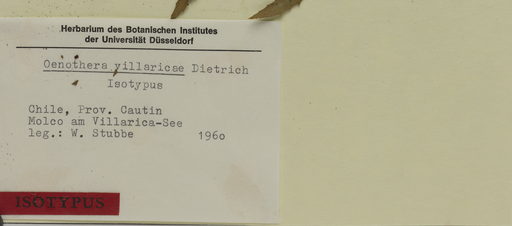 Herbarium des Botanischen Institutes
der Universität Düsseldorf
Oenothera villaricae Dietrich
Isotypus
Chile, Prov. Cautin
Molco am Villarica-See
leg.: W. Stubbe 1960
ISOTYPUS